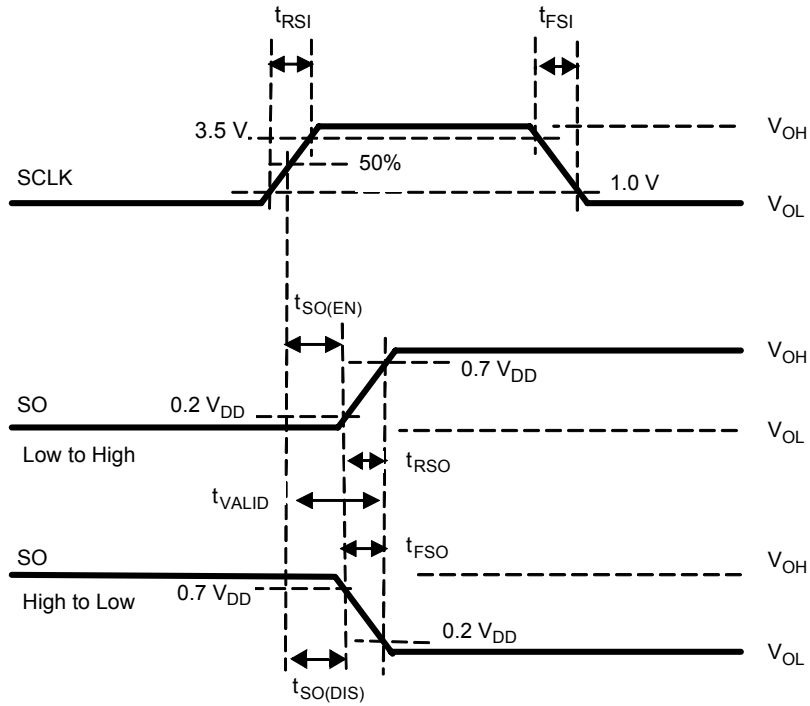 tRSI
tFSI
3.5 V
VOH
50%
SCLK
1.0 V
VOL
tSO(EN)
VOH
0.7 VDD
SO
0.2 VDD
VOL
Low to High
tRSO
tVALID
tFSO
SO
VOH
0.7 VDD
High to Low
0.2 VDD
VOL
tSO(DIS)